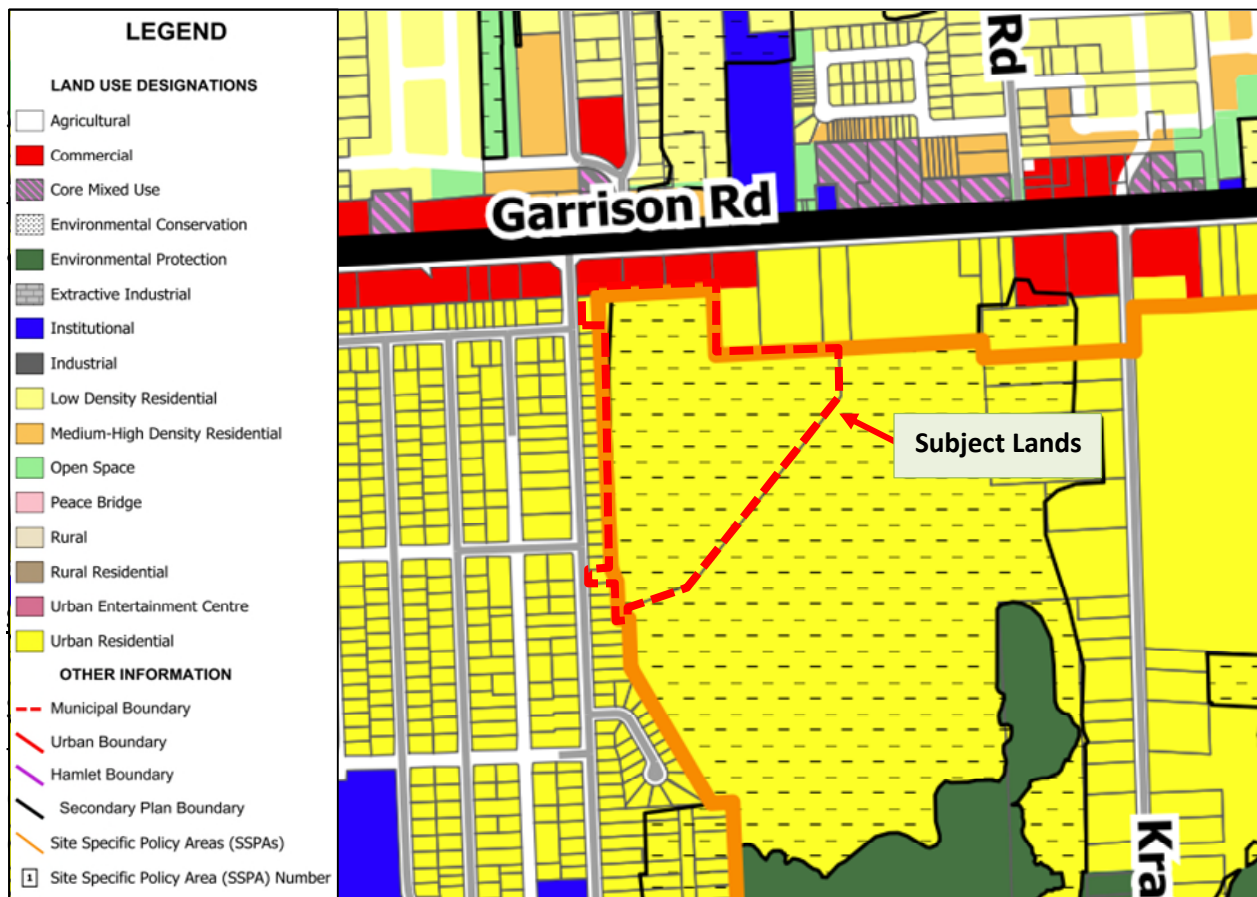 LEGEND
LAND USE DESIGNATIONS
Agricultural
Commercial
Core Mixed Use
Environmental Conservation
Environmental Protection
Extractive Industrial
Institutional
Industrial
Low Density Residential
Medium-High Density Residential
Open Space
Peace Bridge
Rural
Rural Residential
Urban Entertainment Centre
Urban Residential
OTHER INFORMATION
Municipal Boundary
Urban Boundary
Hamlet Boundary
Secondary Plan Boundary
Site Specific Policy Areas (SSPAs)
1 Site Specific Policy Area (SSPA) Number
Rd
Garrison Rd
Subject Lands
Kra